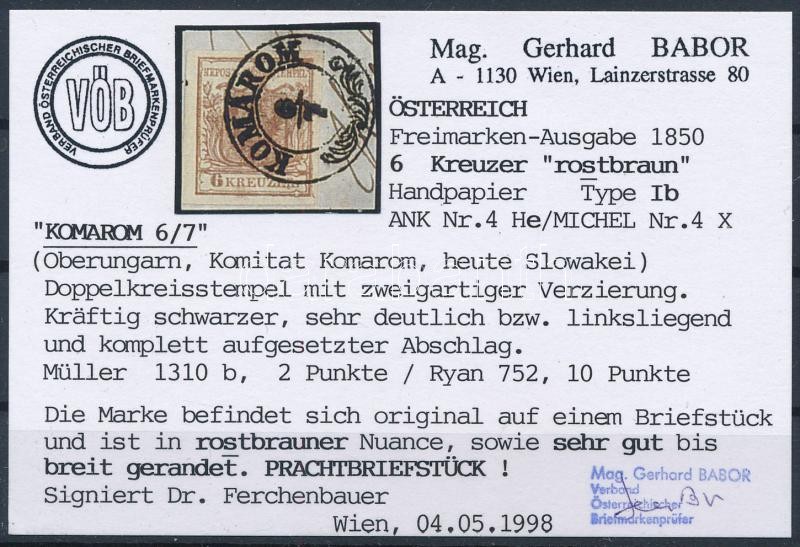 VERBAND ÖSTERREICHISCHER BRIEFMARKENPRÜFER
VÖB
KOMAROM
6/7
6 KREUZER
Mag. Gerhard BABOR
A - 1130 Wien, Lainzerstrasse 80
ÖSTERREICH
Freimarken-Ausgabe 1850
6 Kreuzer "rostbraun"
Handpapier Type Ib
ANK Nr.4 He/MICHEL Nr.4 X
"KOMAROM 6/7"
(Oberungarn, Komitat Komarom, heute Slowakei)
Doppelkreisstempel mit zweigartiger Verzierung.
Kräftig schwarzer, sehr deutlich bzw. linksliegend
und komplett aufgesetzter Abschlag.
Müller 1310 b, 2 Punkte / Ryan 752, 10 Punkte
Die Marke befindet sich original auf einem Briefstück
und ist in rostbrauner Nuance, sowie sehr gut bis
breit gerandet. PRACHTBRIEFSTÜCK !
Signiert Dr. Ferchenbauer
Wien, 04.05.1998
Mag. Gerhard BABOR
Verband
Österreichischer
Briefmarkenprüfer